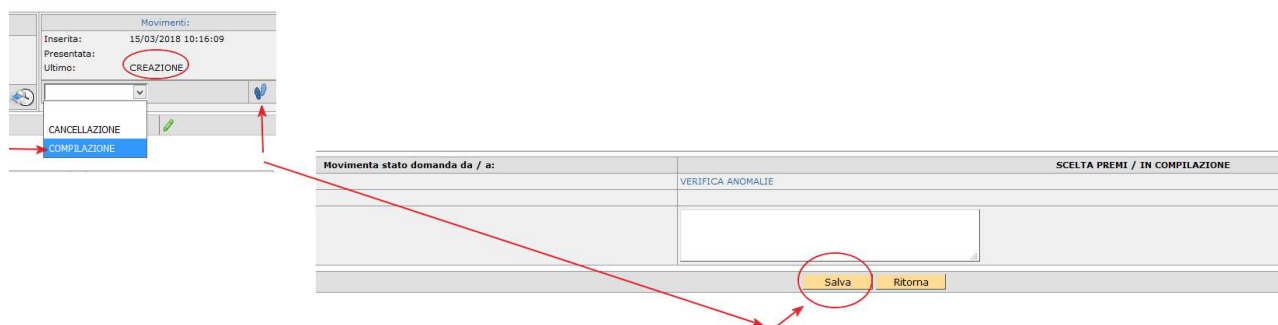 Movimenti:
Inserita: 15/03/2018 10:16:09
Presentata:
Ultimo: CREAZIONE
CANCELLAZIONE
COMPILAZIONE
Movimenta stato domanda da / a: SCELTA PREMI / IN COMPILAZIONE
VERIFICA ANOMALIE
Salva Ritorna